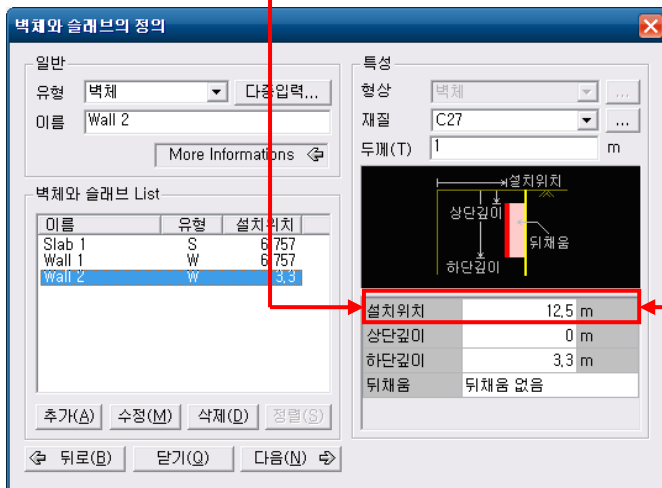 벽체와 슬래브의 정의
일반
유형 벽체 다중입력...
이름 Wall 2
More Informations
벽체와 슬래브 List
이름 유형 설치위치
Slab 1 S 6,757
Wall 1 W 6,757
Wall 2 W 3,3
추가(A) 수정(M) 삭제(D) 정렬(S)
뒤로(B) 닫기(Q) 다음(N)
특성
형상 벽체 ...
재질 C27 ...
두께(T) 1 m
설치위치
상단깊이
뒤채움
하단깊이
설치위치 12,5 m
상단깊이 0 m
하단깊이 3,3 m
뒤채움 뒤채움 없음